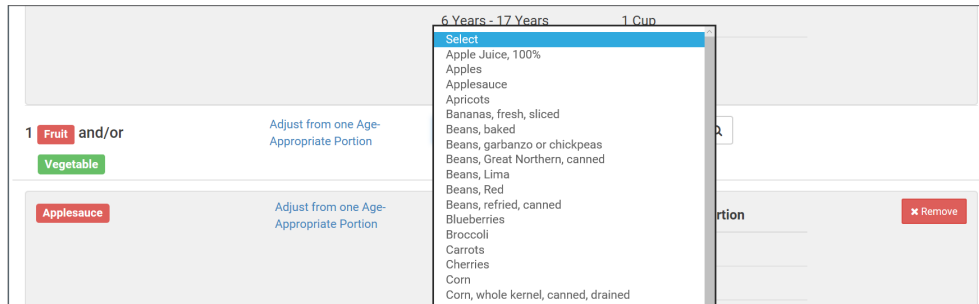 6 Years - 17 Years 1 Cup
Select
Apple Juice, 100%
Apples
Applesauce
Apricots
Bananas, fresh, sliced
Beans, baked
Beans, garbanzo or chickpeas
Beans, Great Northern, canned
Beans, Lima
Beans, Red
Beans, refried, canned
Blueberries
Broccoli
Carrots
Cherries
Corn
Corn, whole kernel, canned, drained
1 Fruit and/or
Vegetable
Adjust from one Age-
Appropriate Portion
Applesauce
Adjust from one Age-
Appropriate Portion
Remove